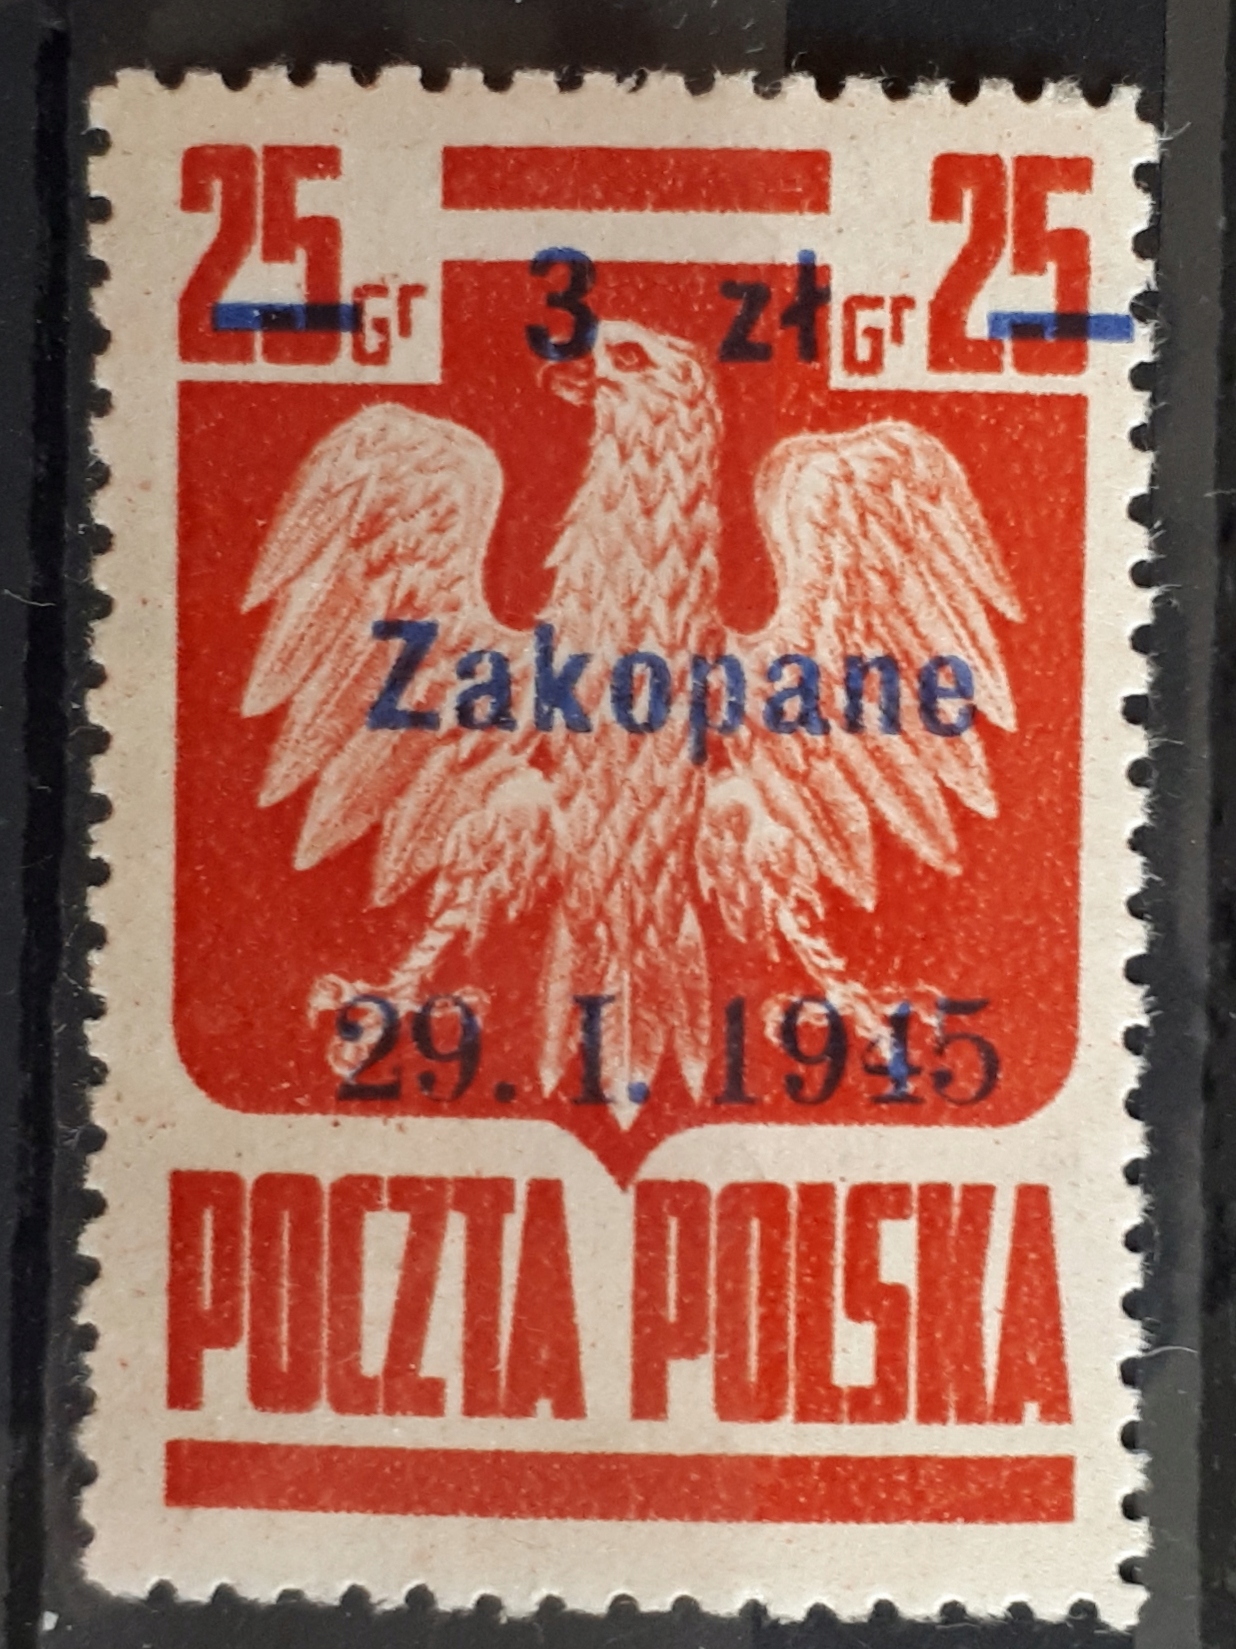 25 Gr 3 zł Gr 25
Zakopane
29. I. 1945
POCZTA POLSKA